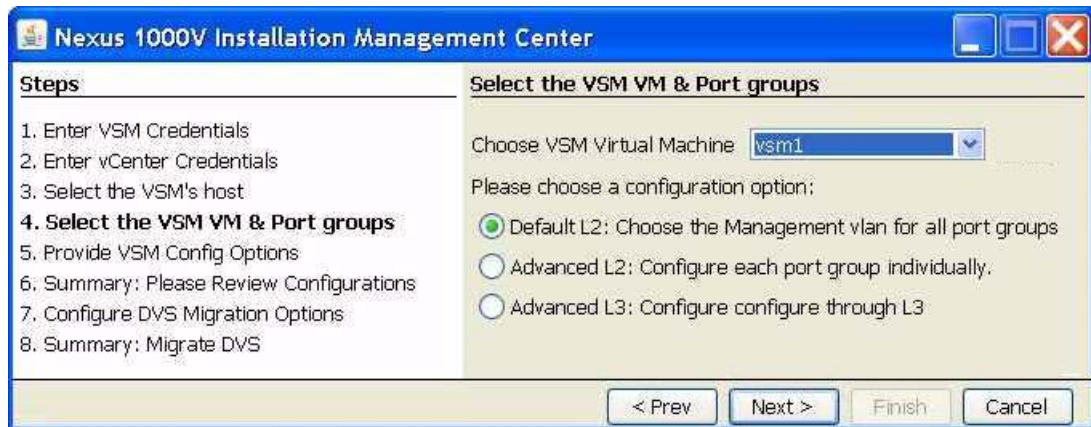 Nexus 1000V Installation Management Center
Steps
1. Enter VSM Credentials
2. Enter vCenter Credentials
3. Select the VSM's host
4. Select the VSM VM & Port groups
5. Provide VSM Config Options
6. Summary: Please Review Configurations
7. Configure DVS Migration Options
8. Summary: Migrate DVS
Select the VSM VM & Port groups
Choose VSM Virtual Machine vsm1
Please choose a configuration option:
Default L2: Choose the Management vlan for all port groups
Advanced L2: Configure each port group individually.
Advanced L3: Configure configure through L3
< Prev Next > Finish Cancel